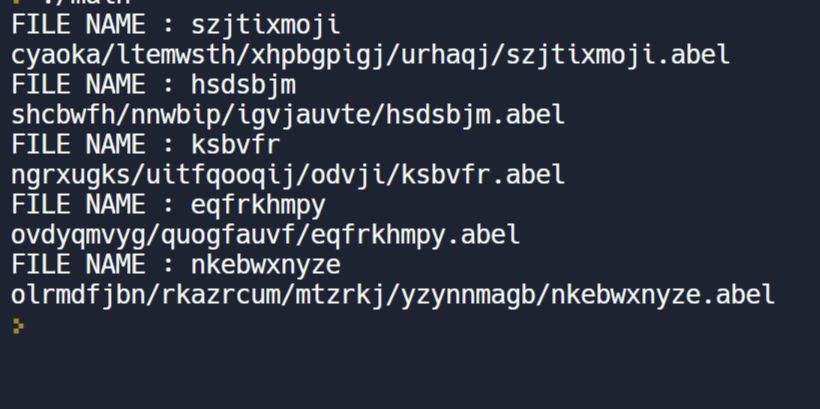 FILE NAME : szjtixmoji
cyaoka/ltemwsth/xhpbgpigj/urhaqj/szjtixmoji.abel
FILE NAME : hsdsbjm
shcbwfh/nnwbip/igvjauvte/hsdsbjm.abel
FILE NAME : ksbvfr
ngrxugks/uitfqooqij/odvji/ksbvfr.abel
FILE NAME : eqfrkhmpy
ovdyqmvyg/quogfauvf/eqfrkhmpy.abel
FILE NAME : nkebwxnyze
olrmdfjbn/rkazrcum/mtzrkj/yzynnmagb/nkebwxnyze.abel
>